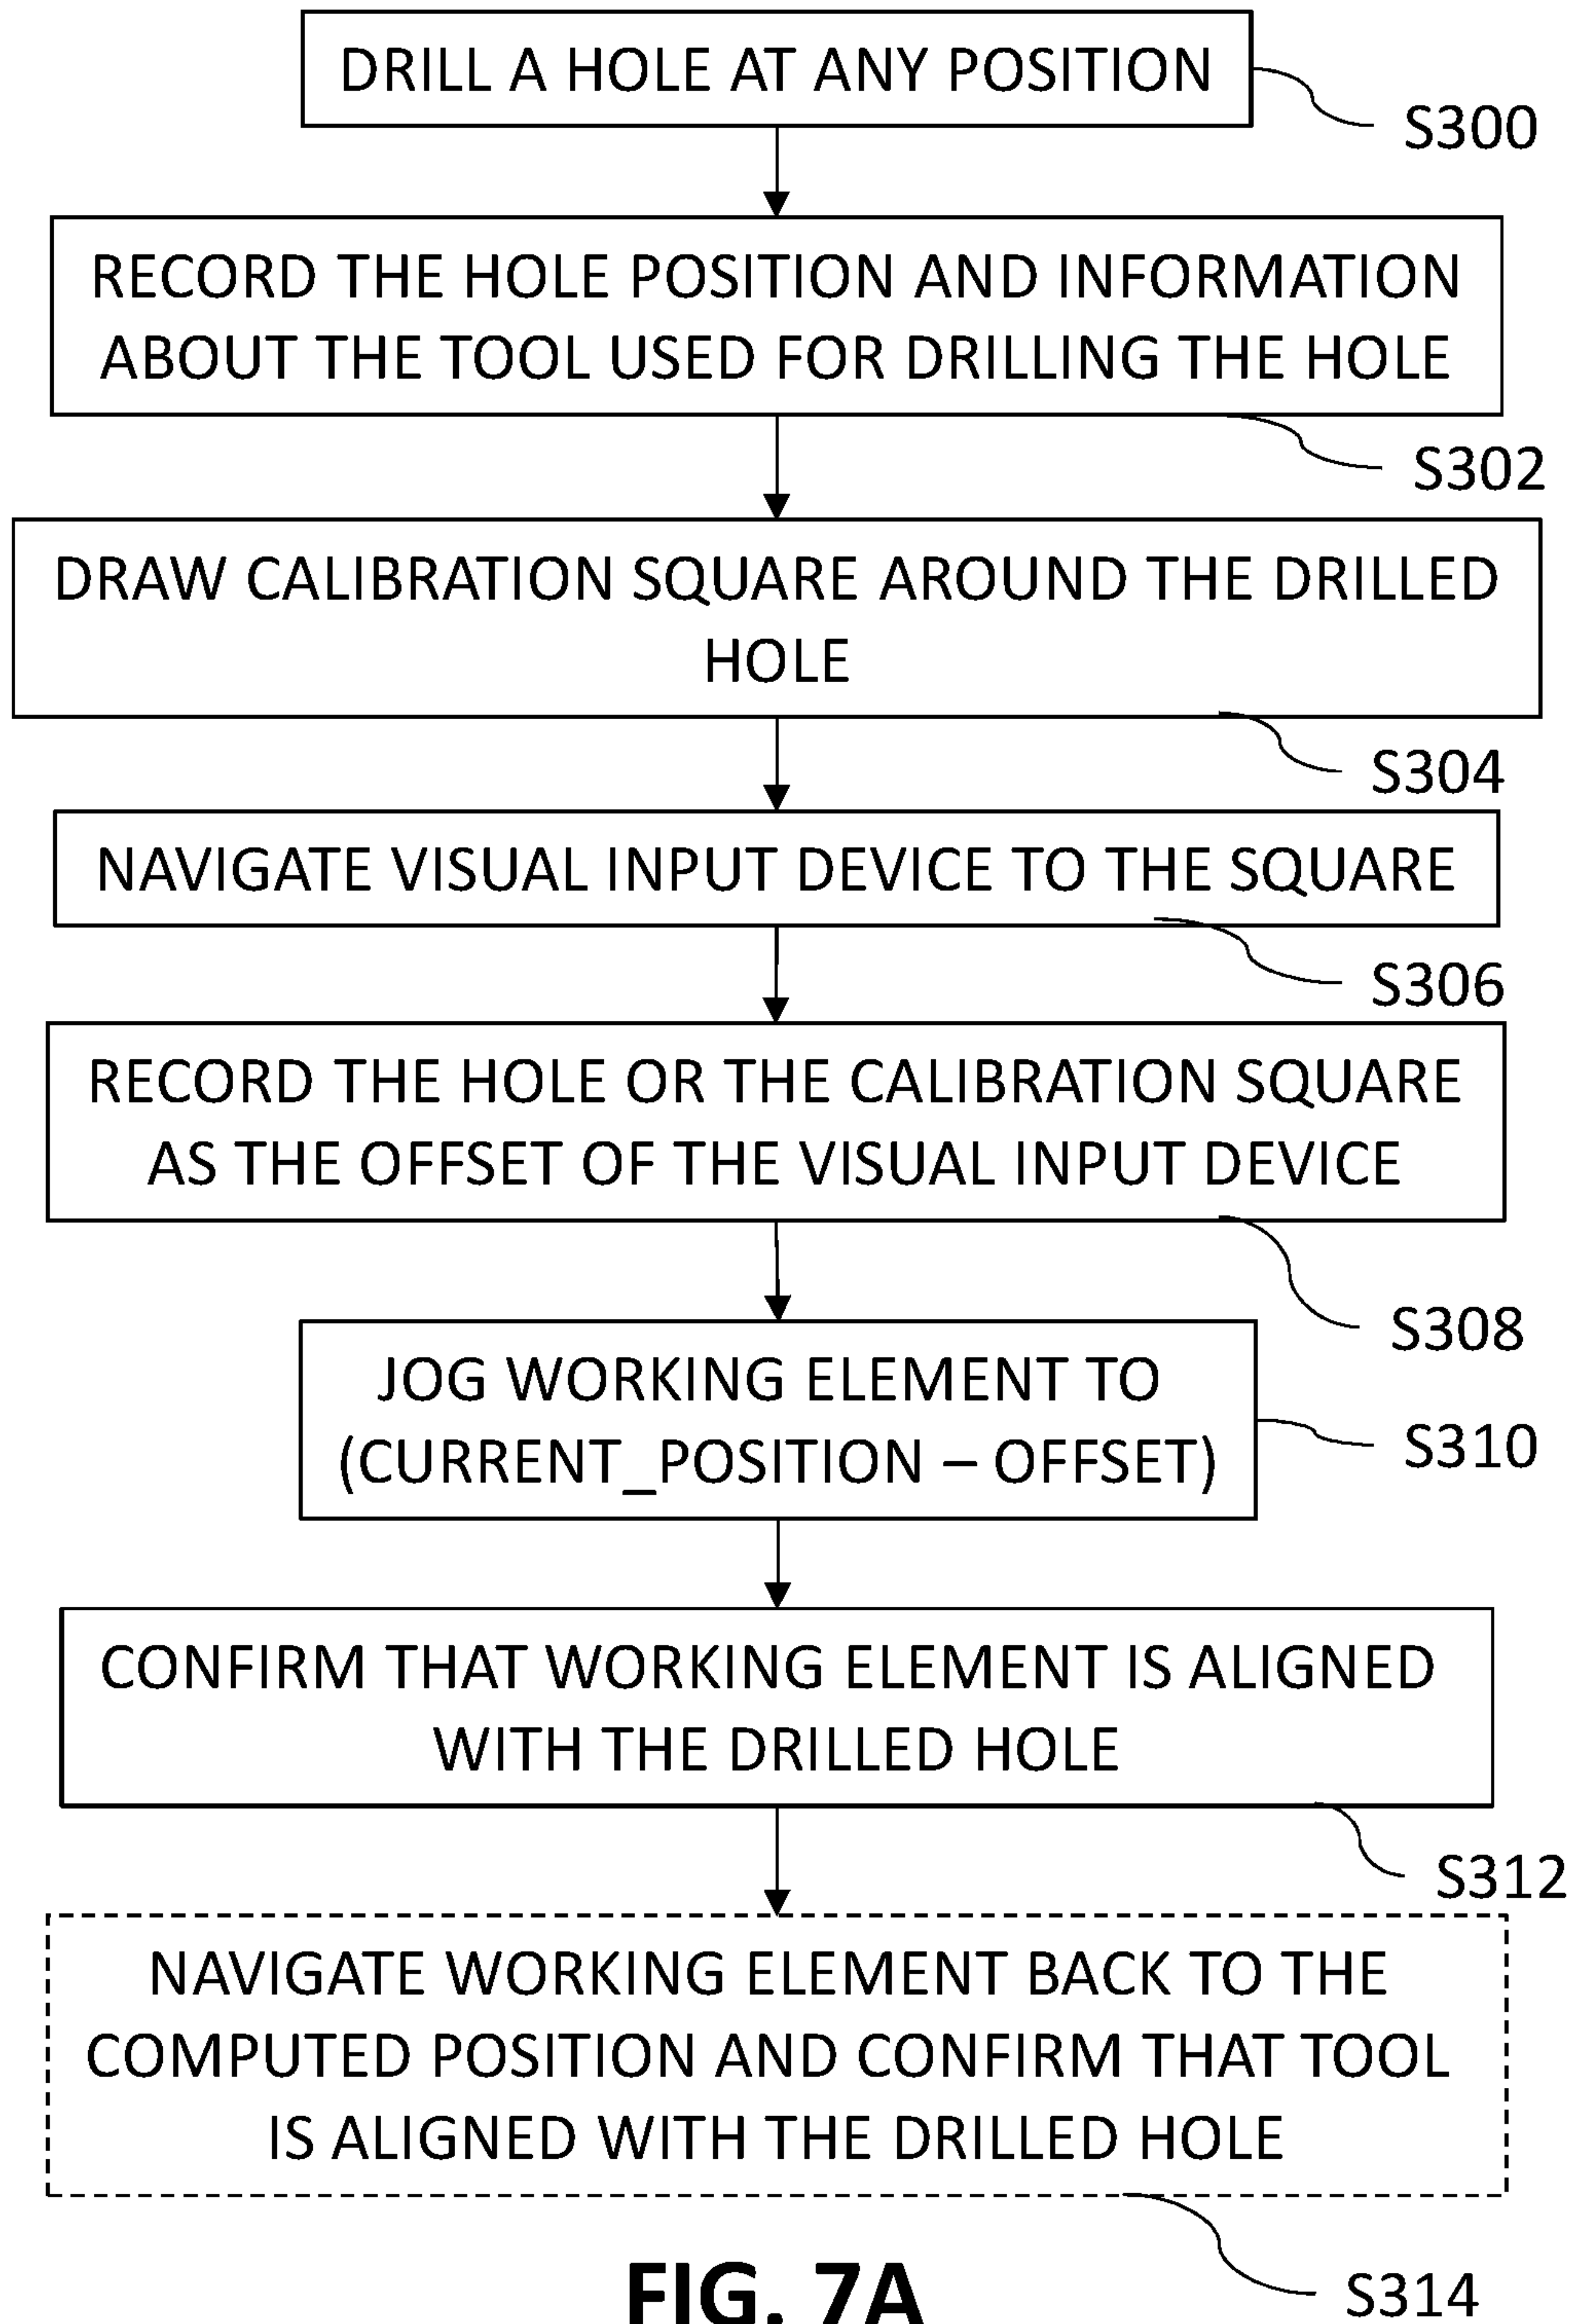 DRILL A HOLE AT ANY POSITION
S300
RECORD THE HOLE POSITION AND INFORMATION
ABOUT THE TOOL USED FOR DRILLING THE HOLE
S302
DRAW CALIBRATION SQUARE AROUND THE DRILLED
HOLE
S304
NAVIGATE VISUAL INPUT DEVICE TO THE SQUARE
S306
RECORD THE HOLE OR THE CALIBRATION SQUARE
AS THE OFFSET OF THE VISUAL INPUT DEVICE
S308
JOG WORKING ELEMENT TO
(CURRENT_POSITION – OFFSET)
S310
CONFIRM THAT WORKING ELEMENT IS ALIGNED
WITH THE DRILLED HOLE
S312
NAVIGATE WORKING ELEMENT BACK TO THE
COMPUTED POSITION AND CONFIRM THAT TOOL
IS ALIGNED WITH THE DRILLED HOLE
S314
FIG. 7A